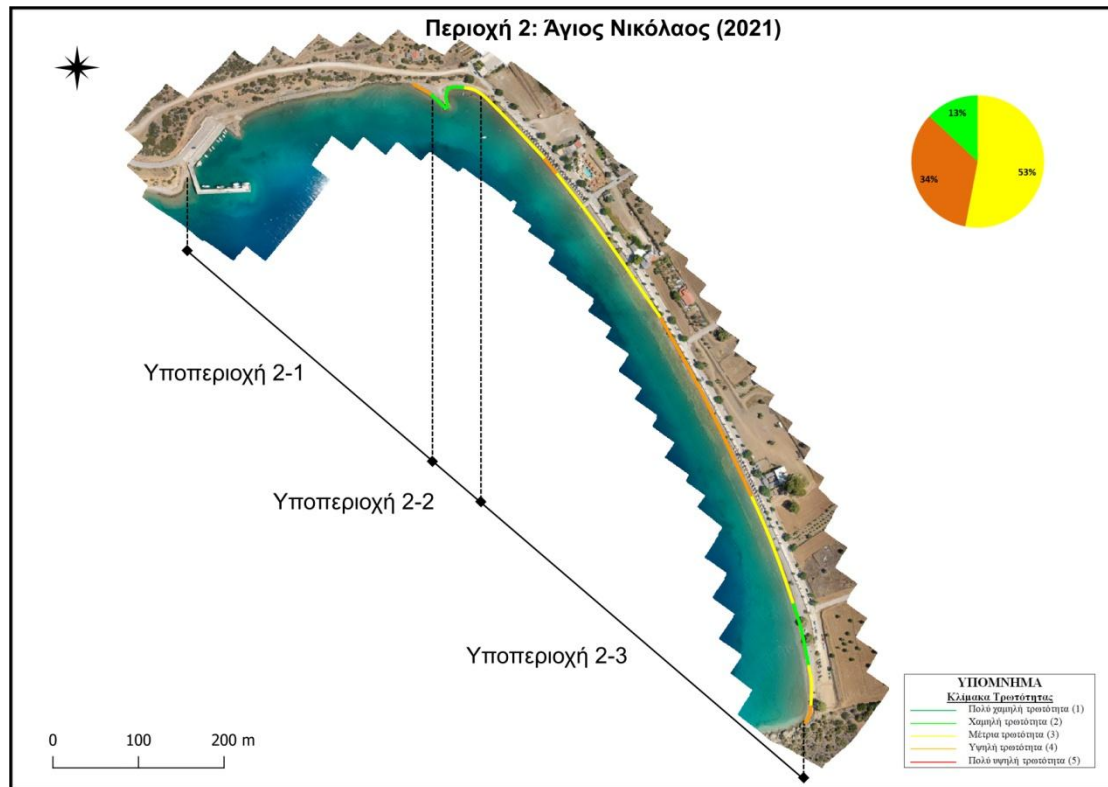 Περιοχή 2: Άγιος Νικόλαος (2021)
13%
53%
34%
Υποπεριοχή 2-1
Υποπεριοχή 2-2
Υποπεριοχή 2-3
0 100 200 m
ΥΠΟΜΝΗΜΑ
Κλίμακα Τρωτότητας
Πολύ χαμηλή τρωτότητα (1)
Χαμηλή τρωτότητα (2)
Μέτρια τρωτότητα (3)
Υψηλή τρωτότητα (4)
Πολύ υψηλή τρωτότητα (5)